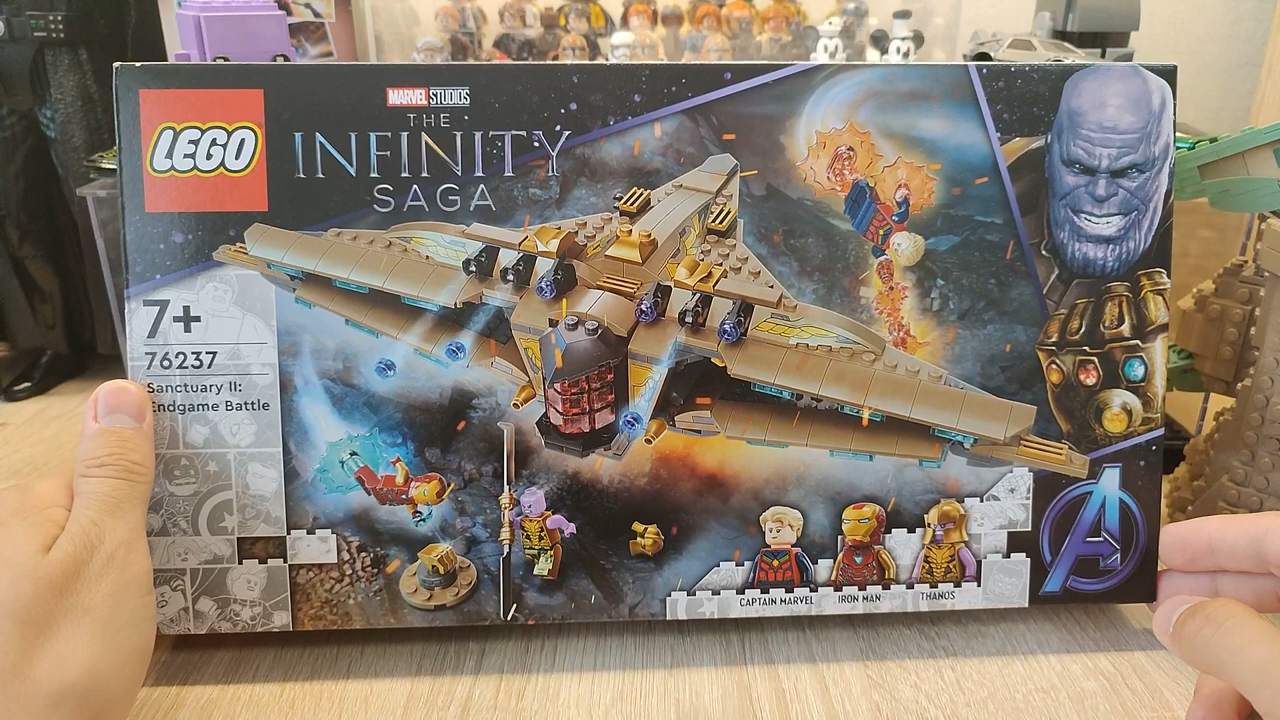 LEGO
MARVEL STUDIOS
THE
INFINITY
SAGA
7+
76237
Sanctuary II:
Endgame Battle
CAPTAIN MARVEL
IRON MAN
THANOS